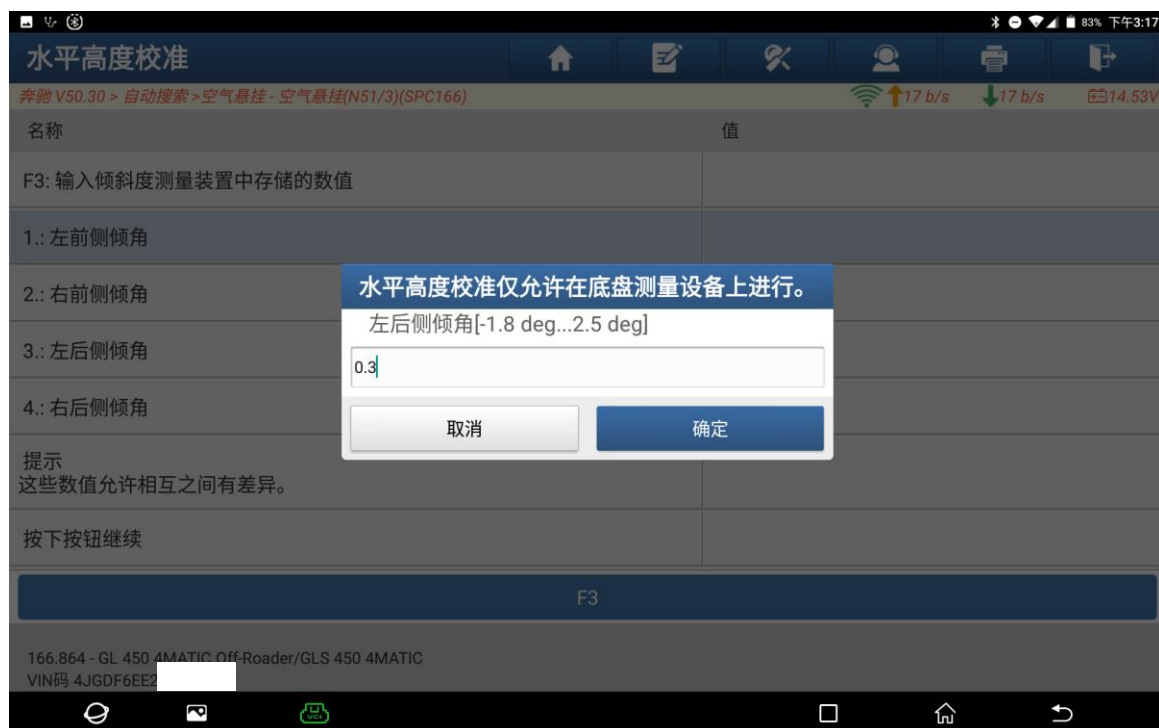 83% 下午3:17
水平高度校准
奔驰 V50.30 > 自动搜索 >空气悬挂 - 空气悬挂(N51/3)(SPC166)
17 b/s
17 b/s
14.53V
名称
值
F3: 输入倾斜度测量装置中存储的数值
1.: 左前侧倾角
2.: 右前侧倾角
3.: 左后侧倾角
4.: 右后侧倾角
水平高度校准仅允许在底盘测量设备上进行。
左后侧倾角[-1.8 deg...2.5 deg]
0.3
取消
确定
提示
这些数值允许相互之间有差异。
按下按钮继续
F3
166.864 - GL 450 4MATIC Off-Roader/GLS 450 4MATIC
VIN码 4JGDF6EE2
VCI